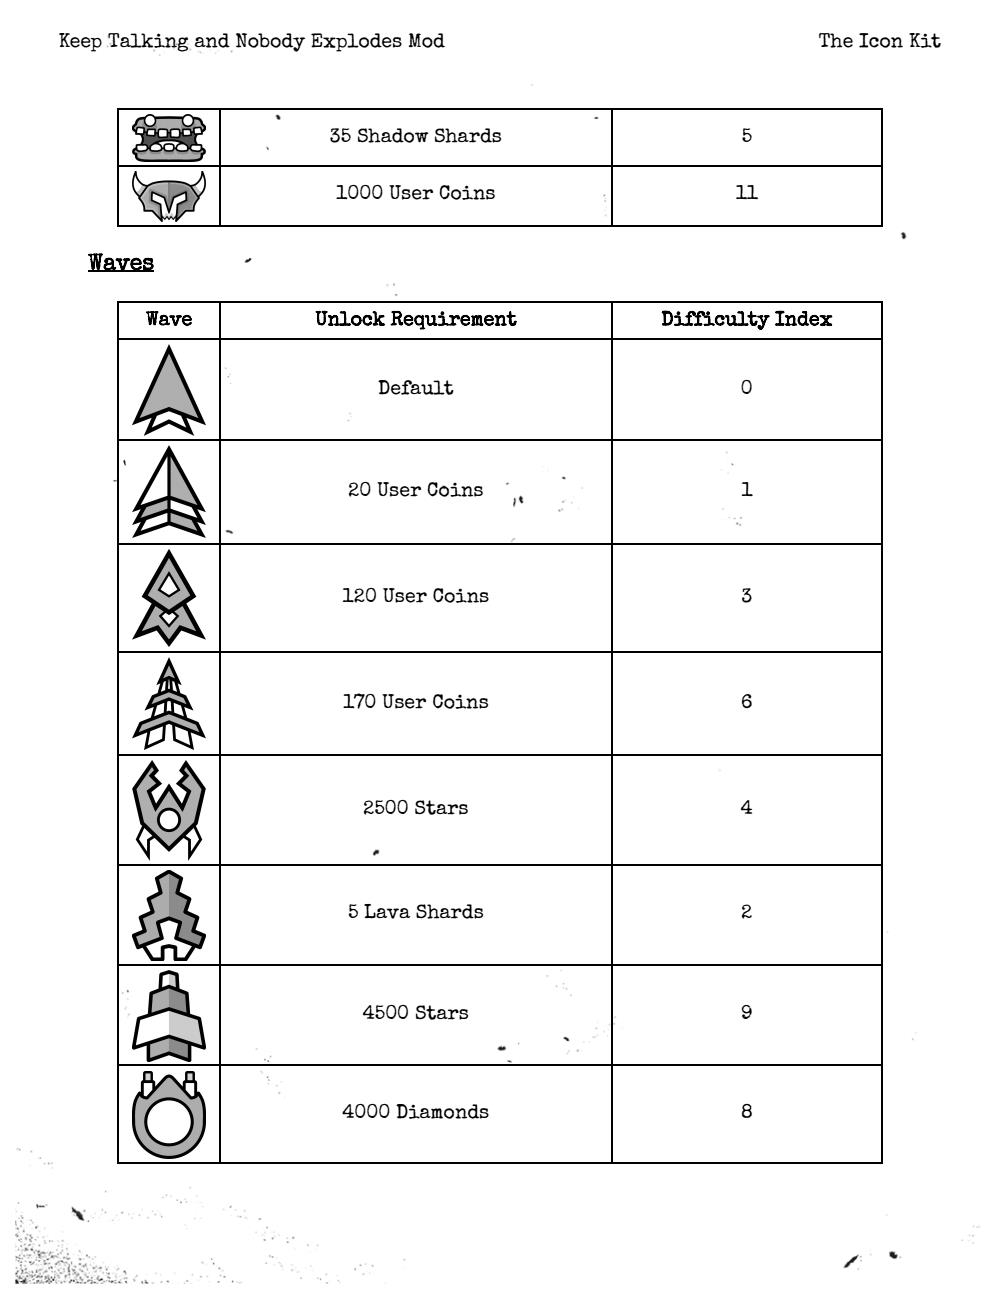 Keep Talking and Nobody Explodes Mod The Icon Kit
35 Shadow Shards 5
1000 User Coins 11
Waves
Wave Unlock Requirement Difficulty Index
Default 0
20 User Coins 1
120 User Coins 3
170 User Coins 6
2500 Stars 4
5 Lava Shards 2
4500 Stars 9
4000 Diamonds 8